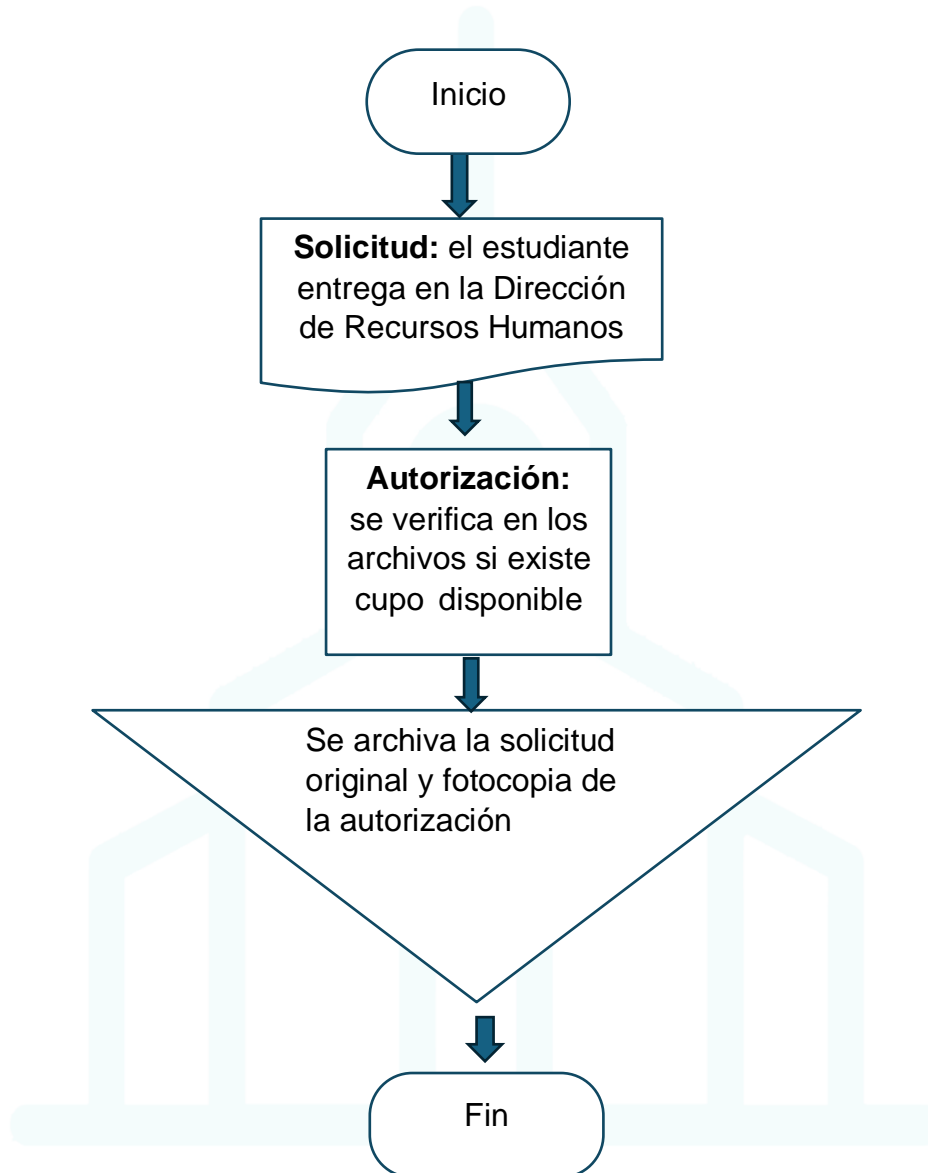 Inicio
Solicitud: el estudiante
entrega en la Dirección
de Recursos Humanos
Autorización:
se verifica en los
archivos si existe
cupo disponible
Se archiva la solicitud
original y fotocopia de
la autorización
Fin